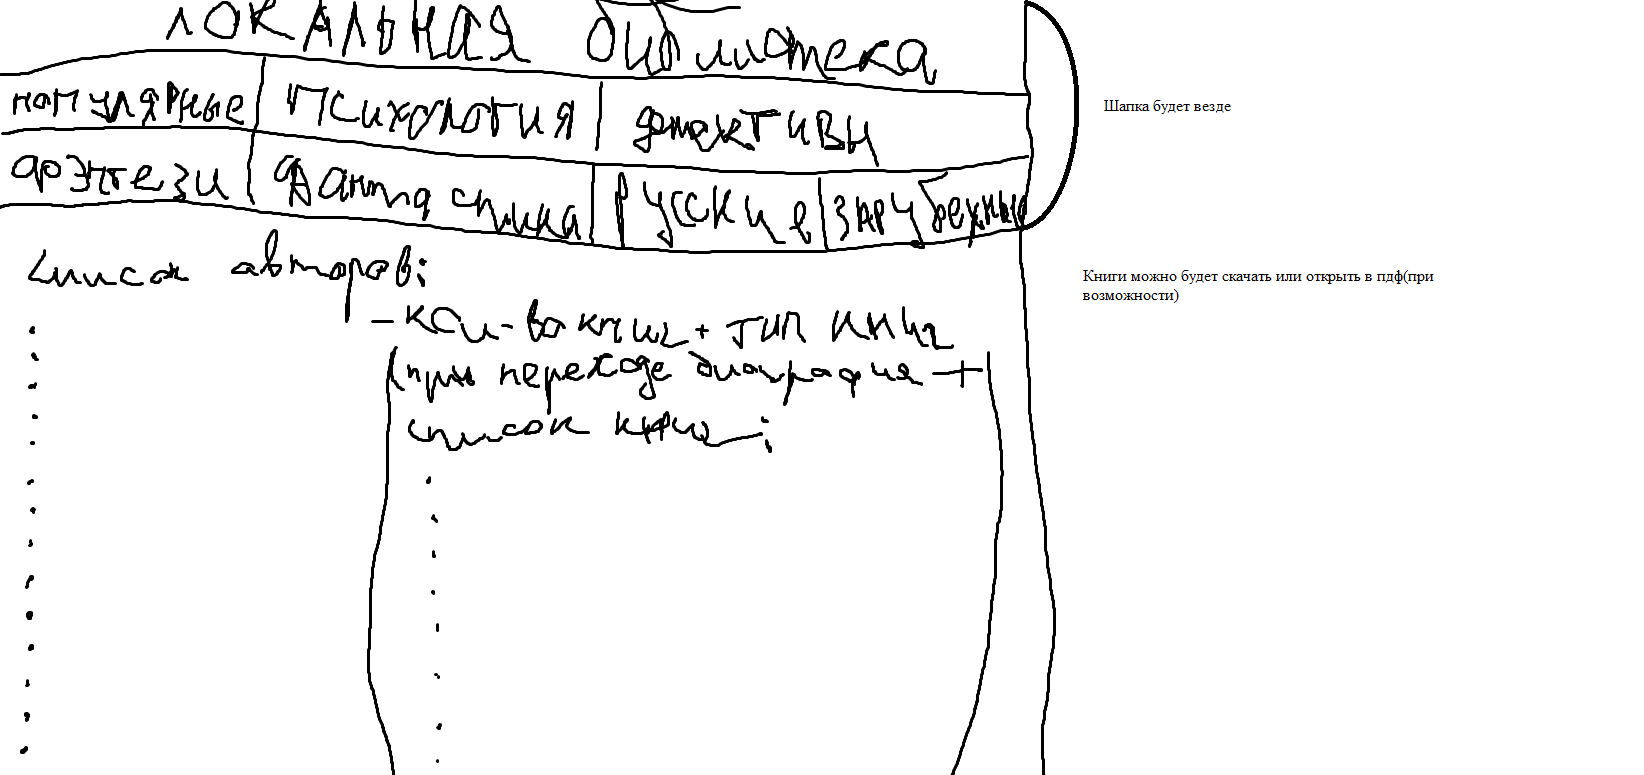 ЛОКАЛЬНАЯ библиотека
популярные Психология детективы
фэнтези Фантастика Русские зарубежные
Шапка будет везде
Список авторов:
Книги можно будет скачать или открыть в пдф(при
возможности)
- кол-во книг + тип книг
(при переходе биография +
список книг: